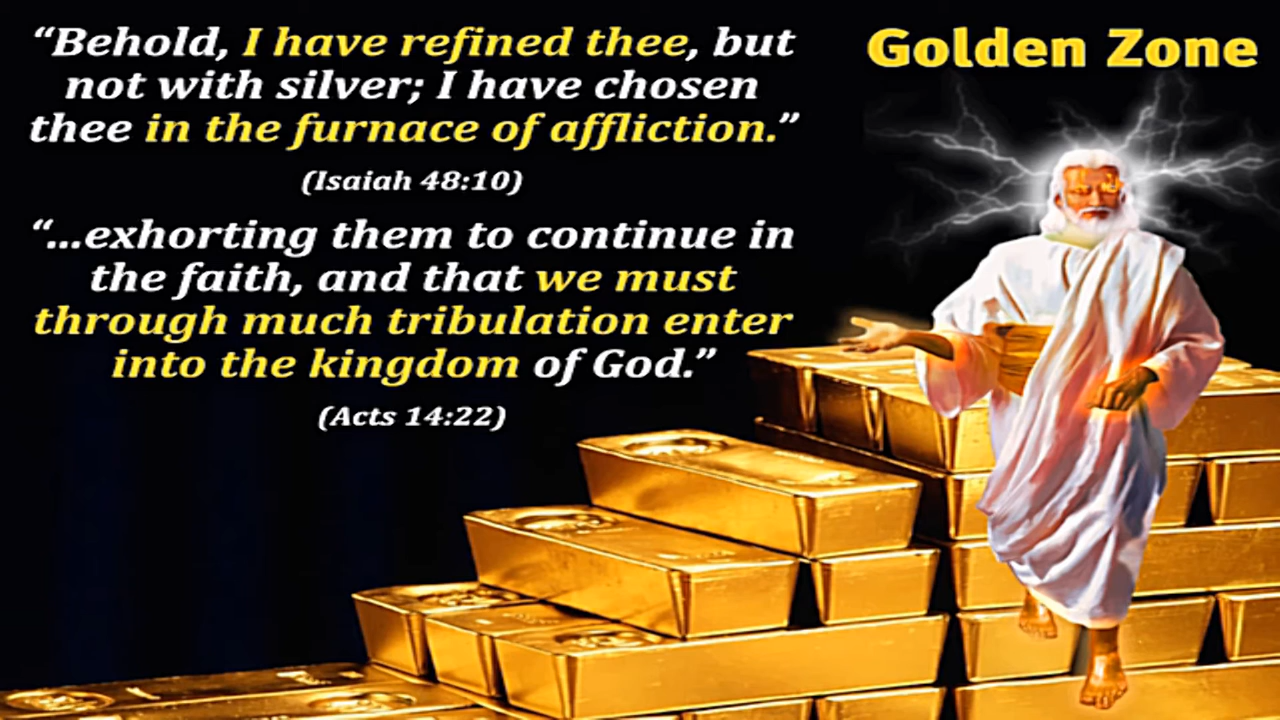 Golden Zone
“Behold, I have refined thee, but
not with silver; I have chosen
thee in the furnace of affliction.”
(Isaiah 48:10)
“...exhorting them to continue in
the faith, and that we must
through much tribulation enter
into the kingdom of God.”
(Acts 14:22)